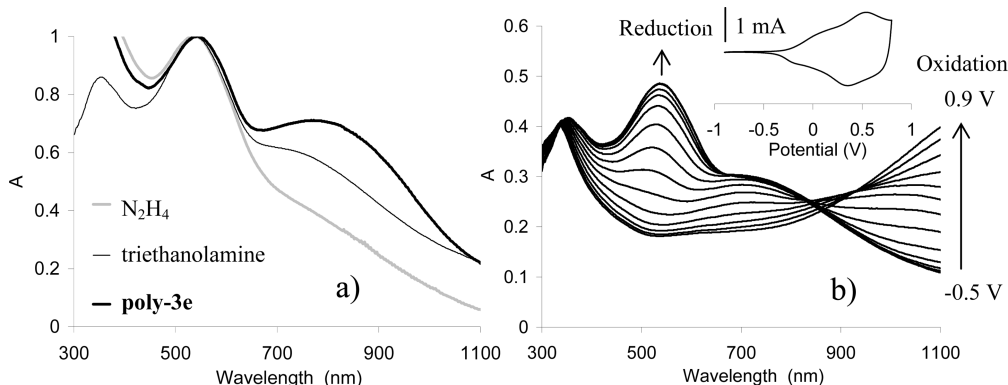 1
0.8
0.6
0.4
0.2
0
A
300
500
700
900
1100
Wavelength (nm)
N2H4
triethanolamine
poly-3e
a)
0.6
0.5
0.4
0.3
0.2
0.1
0
A
300
500
700
900
1100
Wavelength (nm)
Reduction
1 mA
-1
-0.5
0
0.5
1
Potential (V)
Oxidation
0.9 V
-0.5 V
b)